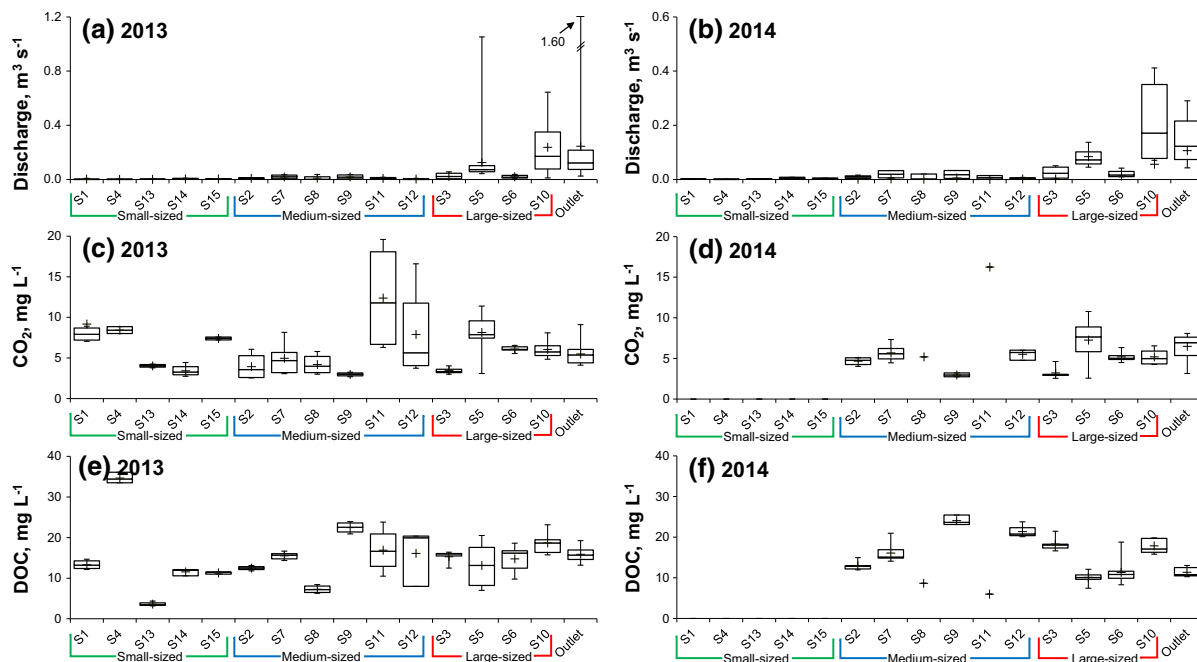 (a) 2013
Discharge, m³ s⁻¹
1.2
0.8
0.4
0.0
1.60
S1 S4 S13 S14 S15 S2 S7 S8 S9 S11 S12 S3 S5 S6 S10 Outlet
Small-sized Medium-sized Large-sized
(b) 2014
Discharge, m³ s⁻¹
0.6
0.4
0.2
0.0
S1 S4 S13 S14 S15 S2 S7 S8 S9 S11 S12 S3 S5 S6 S10 Outlet
Small-sized Medium-sized Large-sized
(c) 2013
CO₂, mg L⁻¹
20
15
10
5
0
S1 S4 S13 S14 S15 S2 S7 S8 S9 S11 S12 S3 S5 S6 S10 Outlet
Small-sized Medium-sized Large-sized
(d) 2014
CO₂, mg L⁻¹
20
15
10
5
0
S1 S4 S13 S14 S15 S2 S7 S8 S9 S11 S12 S3 S5 S6 S10 Outlet
Small-sized Medium-sized Large-sized
(e) 2013
DOC, mg L⁻¹
40
30
20
10
0
S1 S4 S13 S14 S15 S2 S7 S8 S9 S11 S12 S3 S5 S6 S10 Outlet
Small-sized Medium-sized Large-sized
(f) 2014
DOC, mg L⁻¹
40
30
20
10
0
S1 S4 S13 S14 S15 S2 S7 S8 S9 S11 S12 S3 S5 S6 S10 Outlet
Small-sized Medium-sized Large-sized